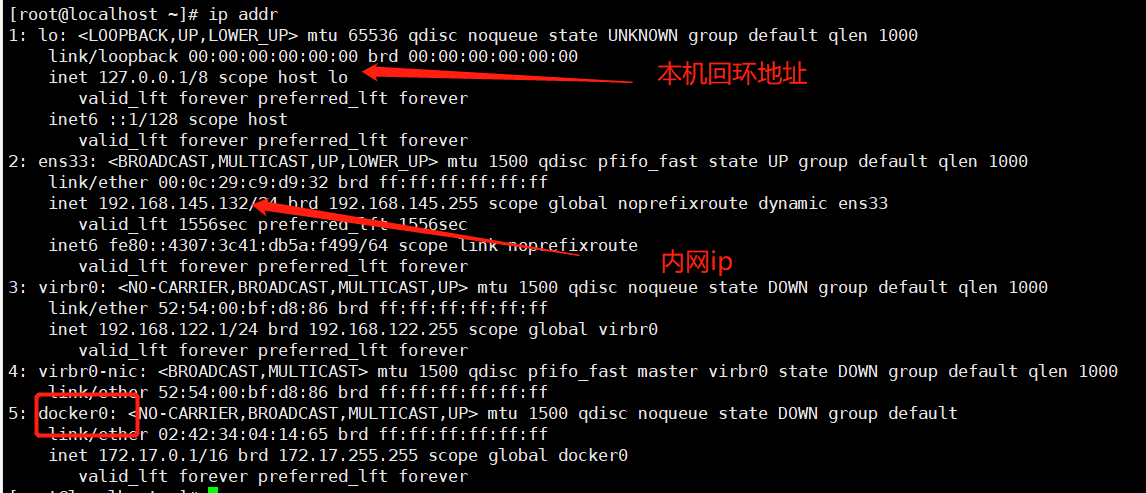 [root@localhost ~]# ip addr
1: lo: <LOOPBACK,UP,LOWER_UP> mtu 65536 qdisc noqueue state UNKNOWN group default qlen 1000
    link/loopback 00:00:00:00:00:00 brd 00:00:00:00:00:00
    inet 127.0.0.1/8 scope host lo
本机回环地址
       valid_lft forever preferred_lft forever
    inet6 ::1/128 scope host
       valid_lft forever preferred_lft forever
2: ens33: <BROADCAST,MULTICAST,UP,LOWER_UP> mtu 1500 qdisc pfifo_fast state UP group default qlen 1000
    link/ether 00:0c:29:c9:d9:32 brd ff:ff:ff:ff:ff:ff
    inet 192.168.145.132/24 brd 192.168.145.255 scope global noprefixroute dynamic ens33
       valid_lft 1556sec preferred_lft 1556sec
    inet6 fe80::4307:3c41:db5a:f499/64 scope link noprefixroute
       valid_lft forever preferred_lft forever
内网ip
3: virbr0: <NO-CARRIER,BROADCAST,MULTICAST,UP> mtu 1500 qdisc noqueue state DOWN group default qlen 1000
    link/ether 52:54:00:bf:d8:86 brd ff:ff:ff:ff:ff:ff
    inet 192.168.122.1/24 brd 192.168.122.255 scope global virbr0
       valid_lft forever preferred_lft forever
4: virbr0-nic: <BROADCAST,MULTICAST> mtu 1500 qdisc pfifo_fast master virbr0 state DOWN group default qlen 1000
    link/ether 52:54:00:bf:d8:86 brd ff:ff:ff:ff:ff:ff
5: docker0: <NO-CARRIER,BROADCAST,MULTICAST,UP> mtu 1500 qdisc noqueue state DOWN group default
    link/ether 02:42:34:04:14:65 brd ff:ff:ff:ff:ff:ff
    inet 172.17.0.1/16 brd 172.17.255.255 scope global docker0
       valid_lft forever preferred_lft forever
[root@localhost ~]#